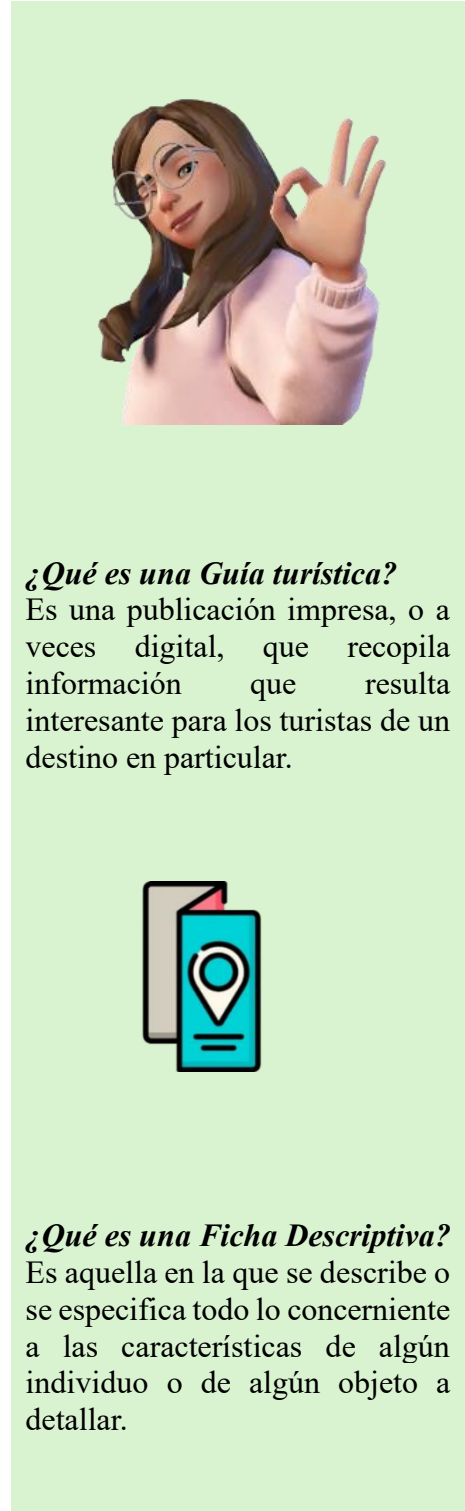 ¿Qué es una Guía turística?
Es una publicación impresa, o a
veces digital, que recopila
información que resulta
interesante para los turistas de un
destino en particular.
¿Qué es una Ficha Descriptiva?
Es aquella en la que se describe o
se especifica todo lo concerniente
a las características de algún
individuo o de algún objeto a
detallar.